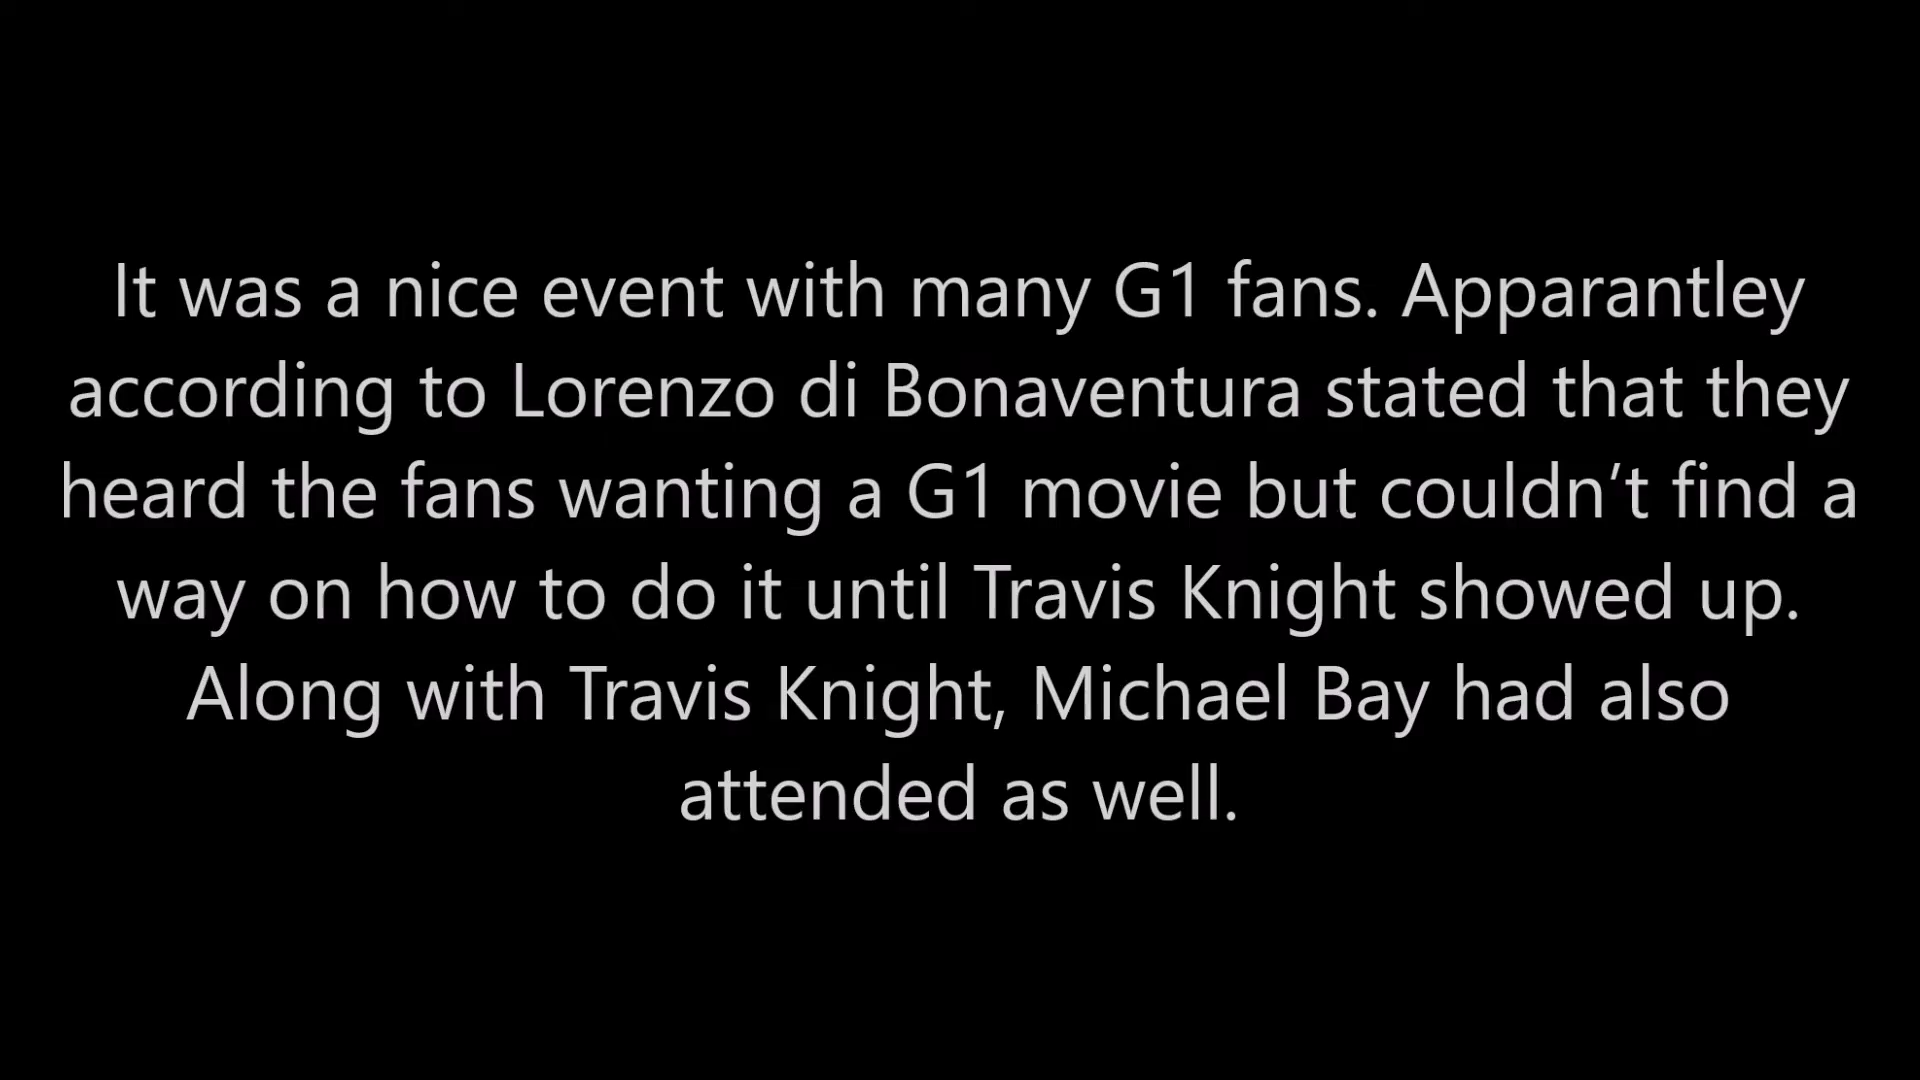 It was a nice event with many G1 fans. Apparantley
according to Lorenzo di Bonaventura stated that they
heard the fans wanting a G1 movie but couldn’t find a
way on how to do it until Travis Knight showed up.
Along with Travis Knight, Michael Bay had also
attended as well.